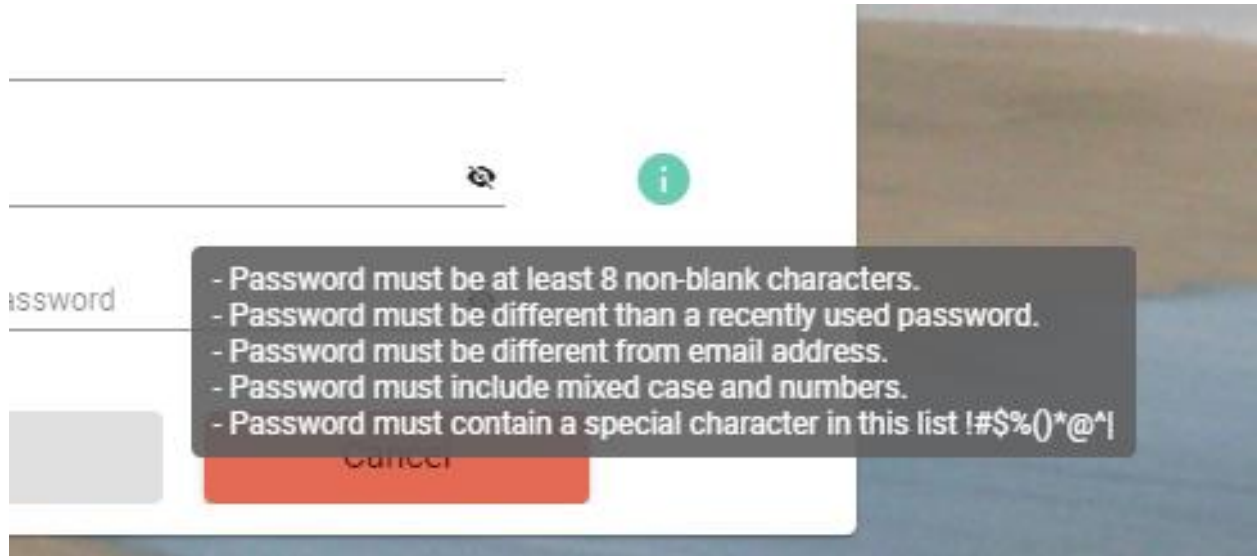 i
- Password must be at least 8 non-blank characters.
- Password must be different than a recently used password.
assword
- Password must be different from email address.
- Password must include mixed case and numbers.
- Password must contain a special character in this list !#$%()*@^|
Cancel